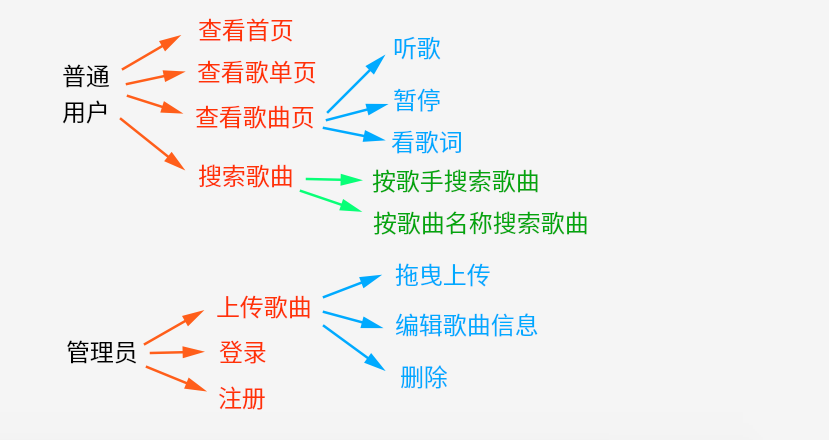 普通
用户
查看首页
查看歌单页
查看歌曲页
搜索歌曲
听歌
暂停
看歌词
按歌手搜索歌曲
按歌曲名称搜索歌曲
管理员
上传歌曲
登录
注册
拖曳上传
编辑歌曲信息
删除